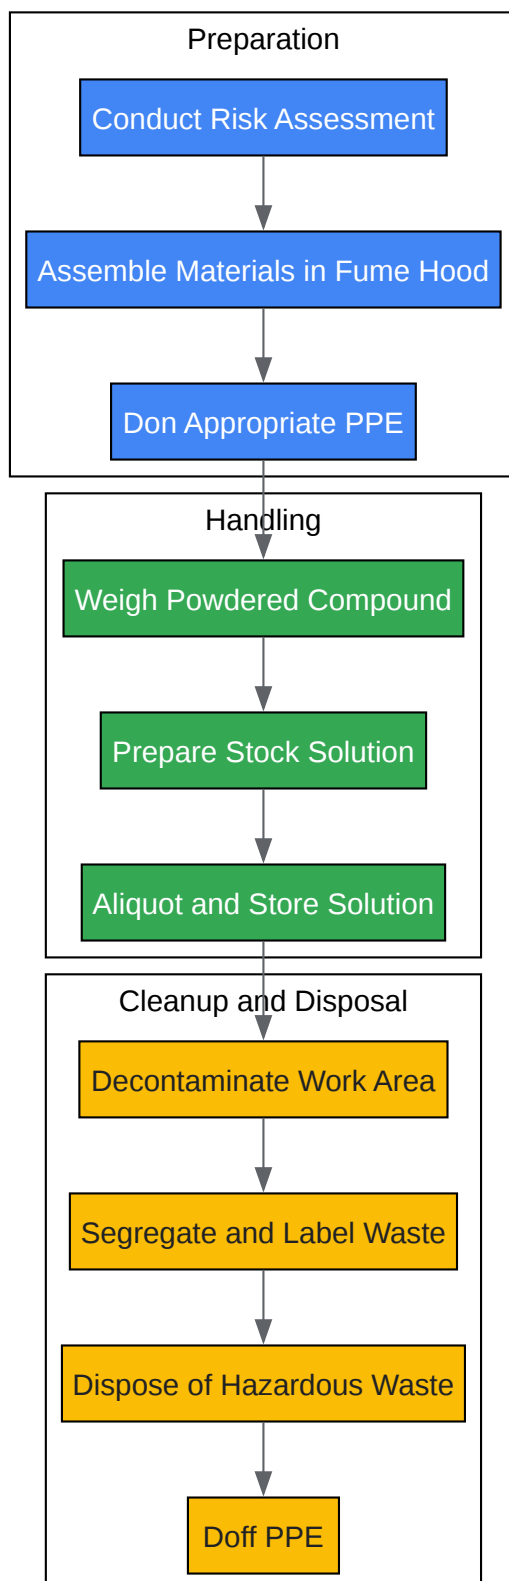 Preparation
Conduct Risk Assessment
Assemble Materials in Fume Hood
Don Appropriate PPE
Handling
Weigh Powdered Compound
Prepare Stock Solution
Aliquot and Store Solution
Cleanup and Disposal
Decontaminate Work Area
Segregate and Label Waste
Dispose of Hazardous Waste
Doff PPE